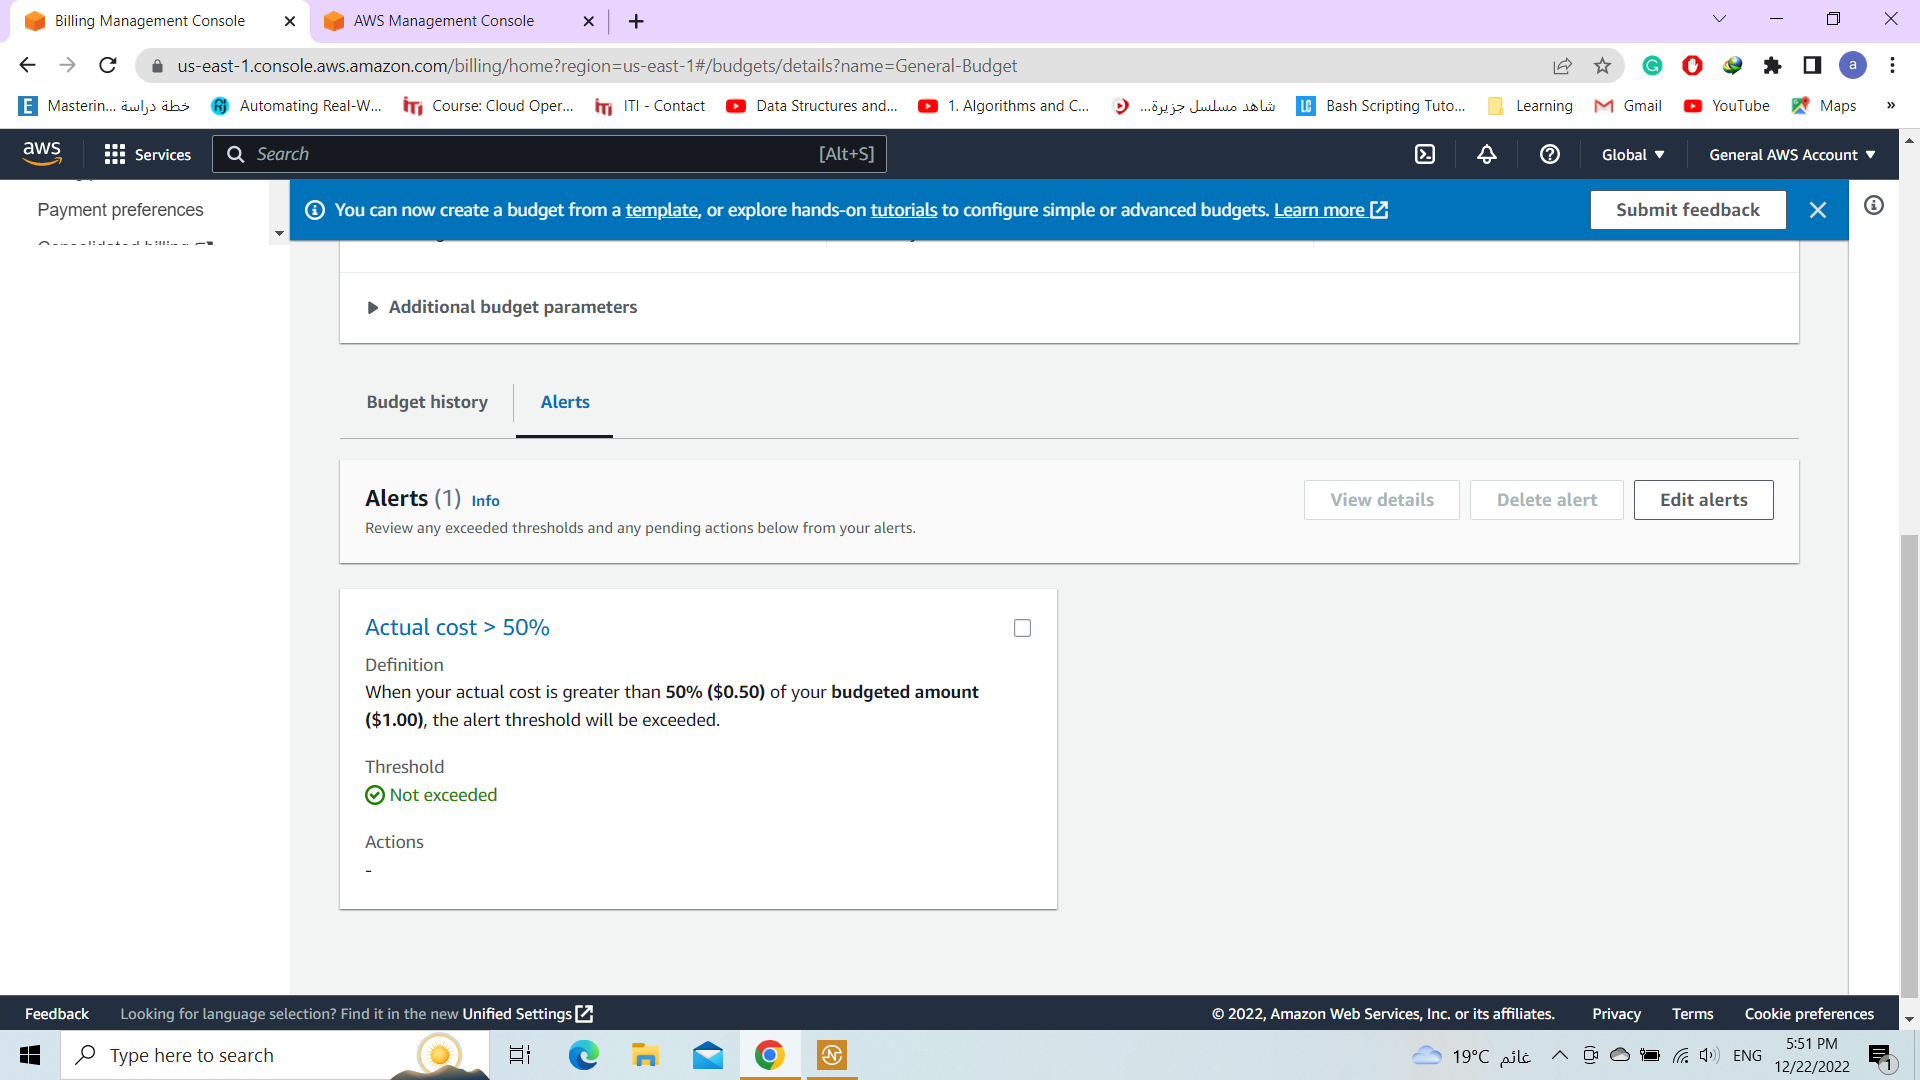 Billing Management Console
AWS Management Console
us-east-1.console.aws.amazon.com/billing/home?region=us-east-1#/budgets/details?name=General-Budget
a
Masterin... خطة دراسة
Automating Real-W...
Course: Cloud Oper...
ITI - Contact
Data Structures and...
1. Algorithms and C...
شاهد مسلسل جزيرة...
LC Bash Scripting Tuto...
Learning
Gmail
YouTube
Maps
»
aws
Services
Search
[Alt+S]
Global
General AWS Account
Payment preferences
You can now create a budget from a template, or explore hands-on tutorials to configure simple or advanced budgets. Learn more
Submit feedback
Additional budget parameters
Budget history
Alerts
Alerts (1) Info
Review any exceeded thresholds and any pending actions below from your alerts.
View details
Delete alert
Edit alerts
Actual cost > 50%
Definition
When your actual cost is greater than 50% ($0.50) of your budgeted amount
($1.00), the alert threshold will be exceeded.
Threshold
Not exceeded
Actions
-
Feedback
Looking for language selection? Find it in the new Unified Settings
© 2022, Amazon Web Services, Inc. or its affiliates.
Privacy
Terms
Cookie preferences
Type here to search
19°C غائم
ENG
5:51 PM
12/22/2022
1